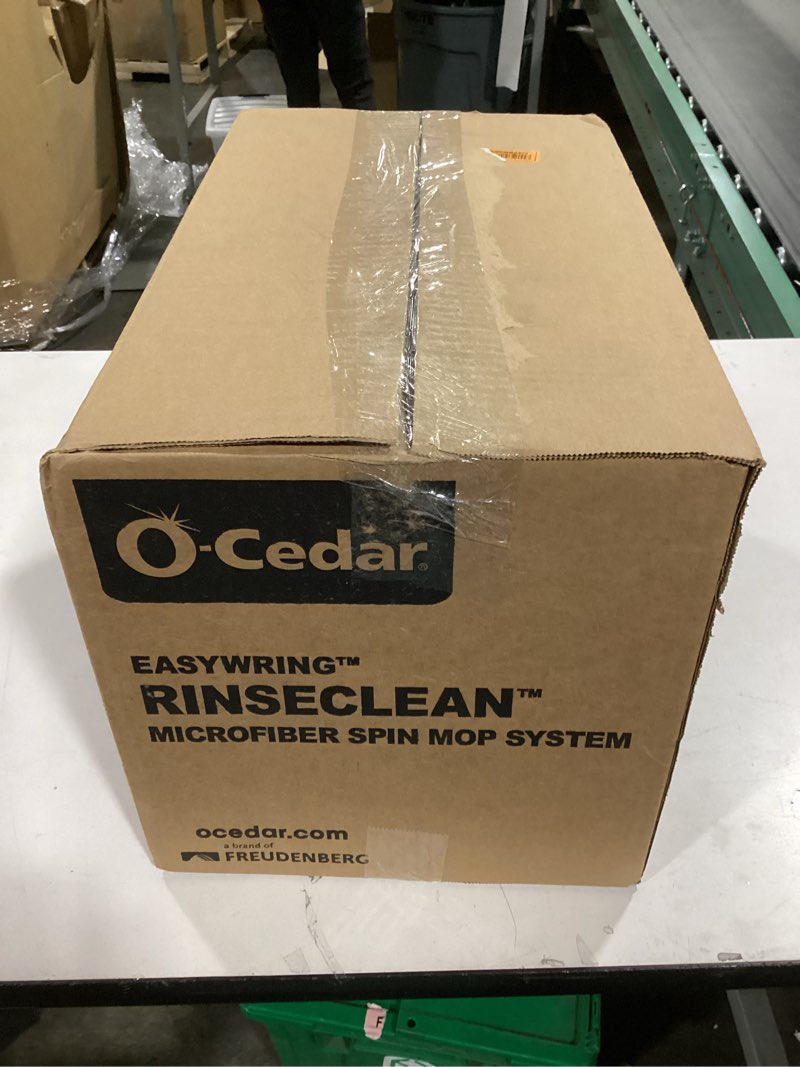 O-Cedar®
EASYWRING™
RINSECLEAN™
MICROFIBER SPIN MOP SYSTEM
ocedar.com
a brand of
FREUDENBERG
F